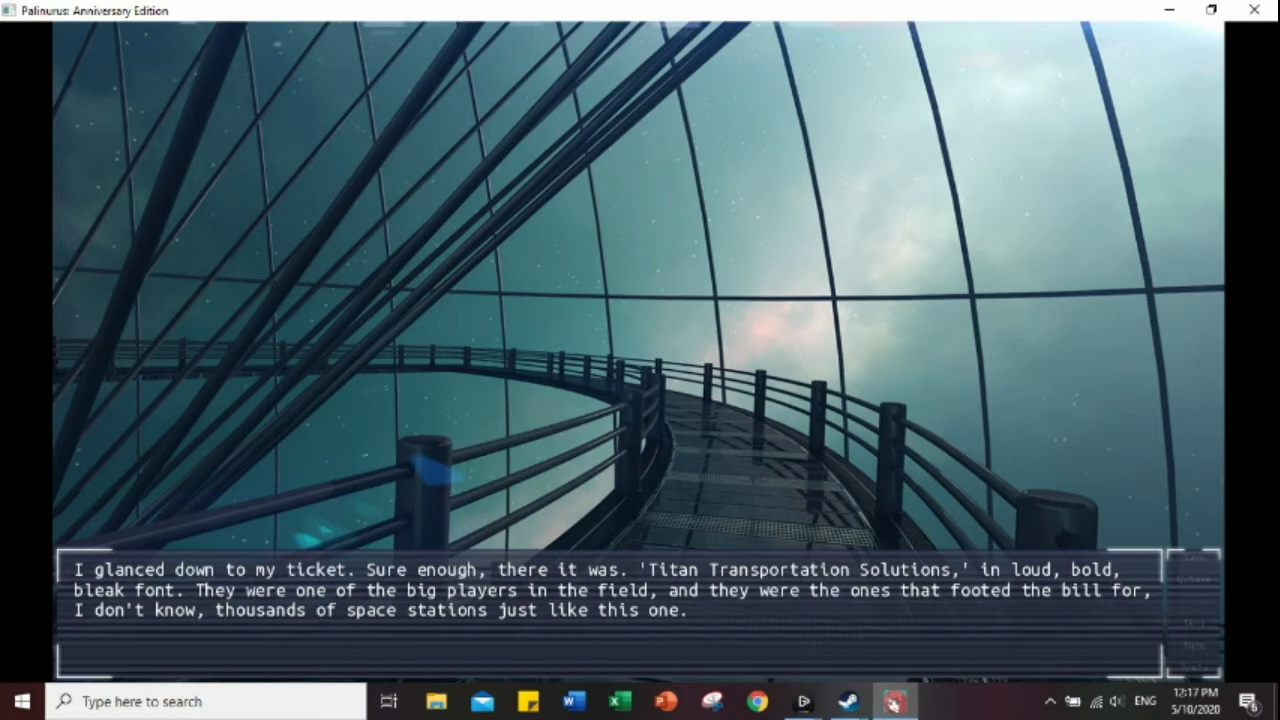 Palinurus: Anniversary Edition
I glanced down to my ticket. Sure enough, there it was. 'Titan Transportation Solutions,' in loud, bold,
bleak font. They were one of the big players in the field, and they were the ones that footed the bill for,
I don't know, thousands of space stations just like this one.
Auto
Type here to search
ENG
12:17 PM
5/10/2020